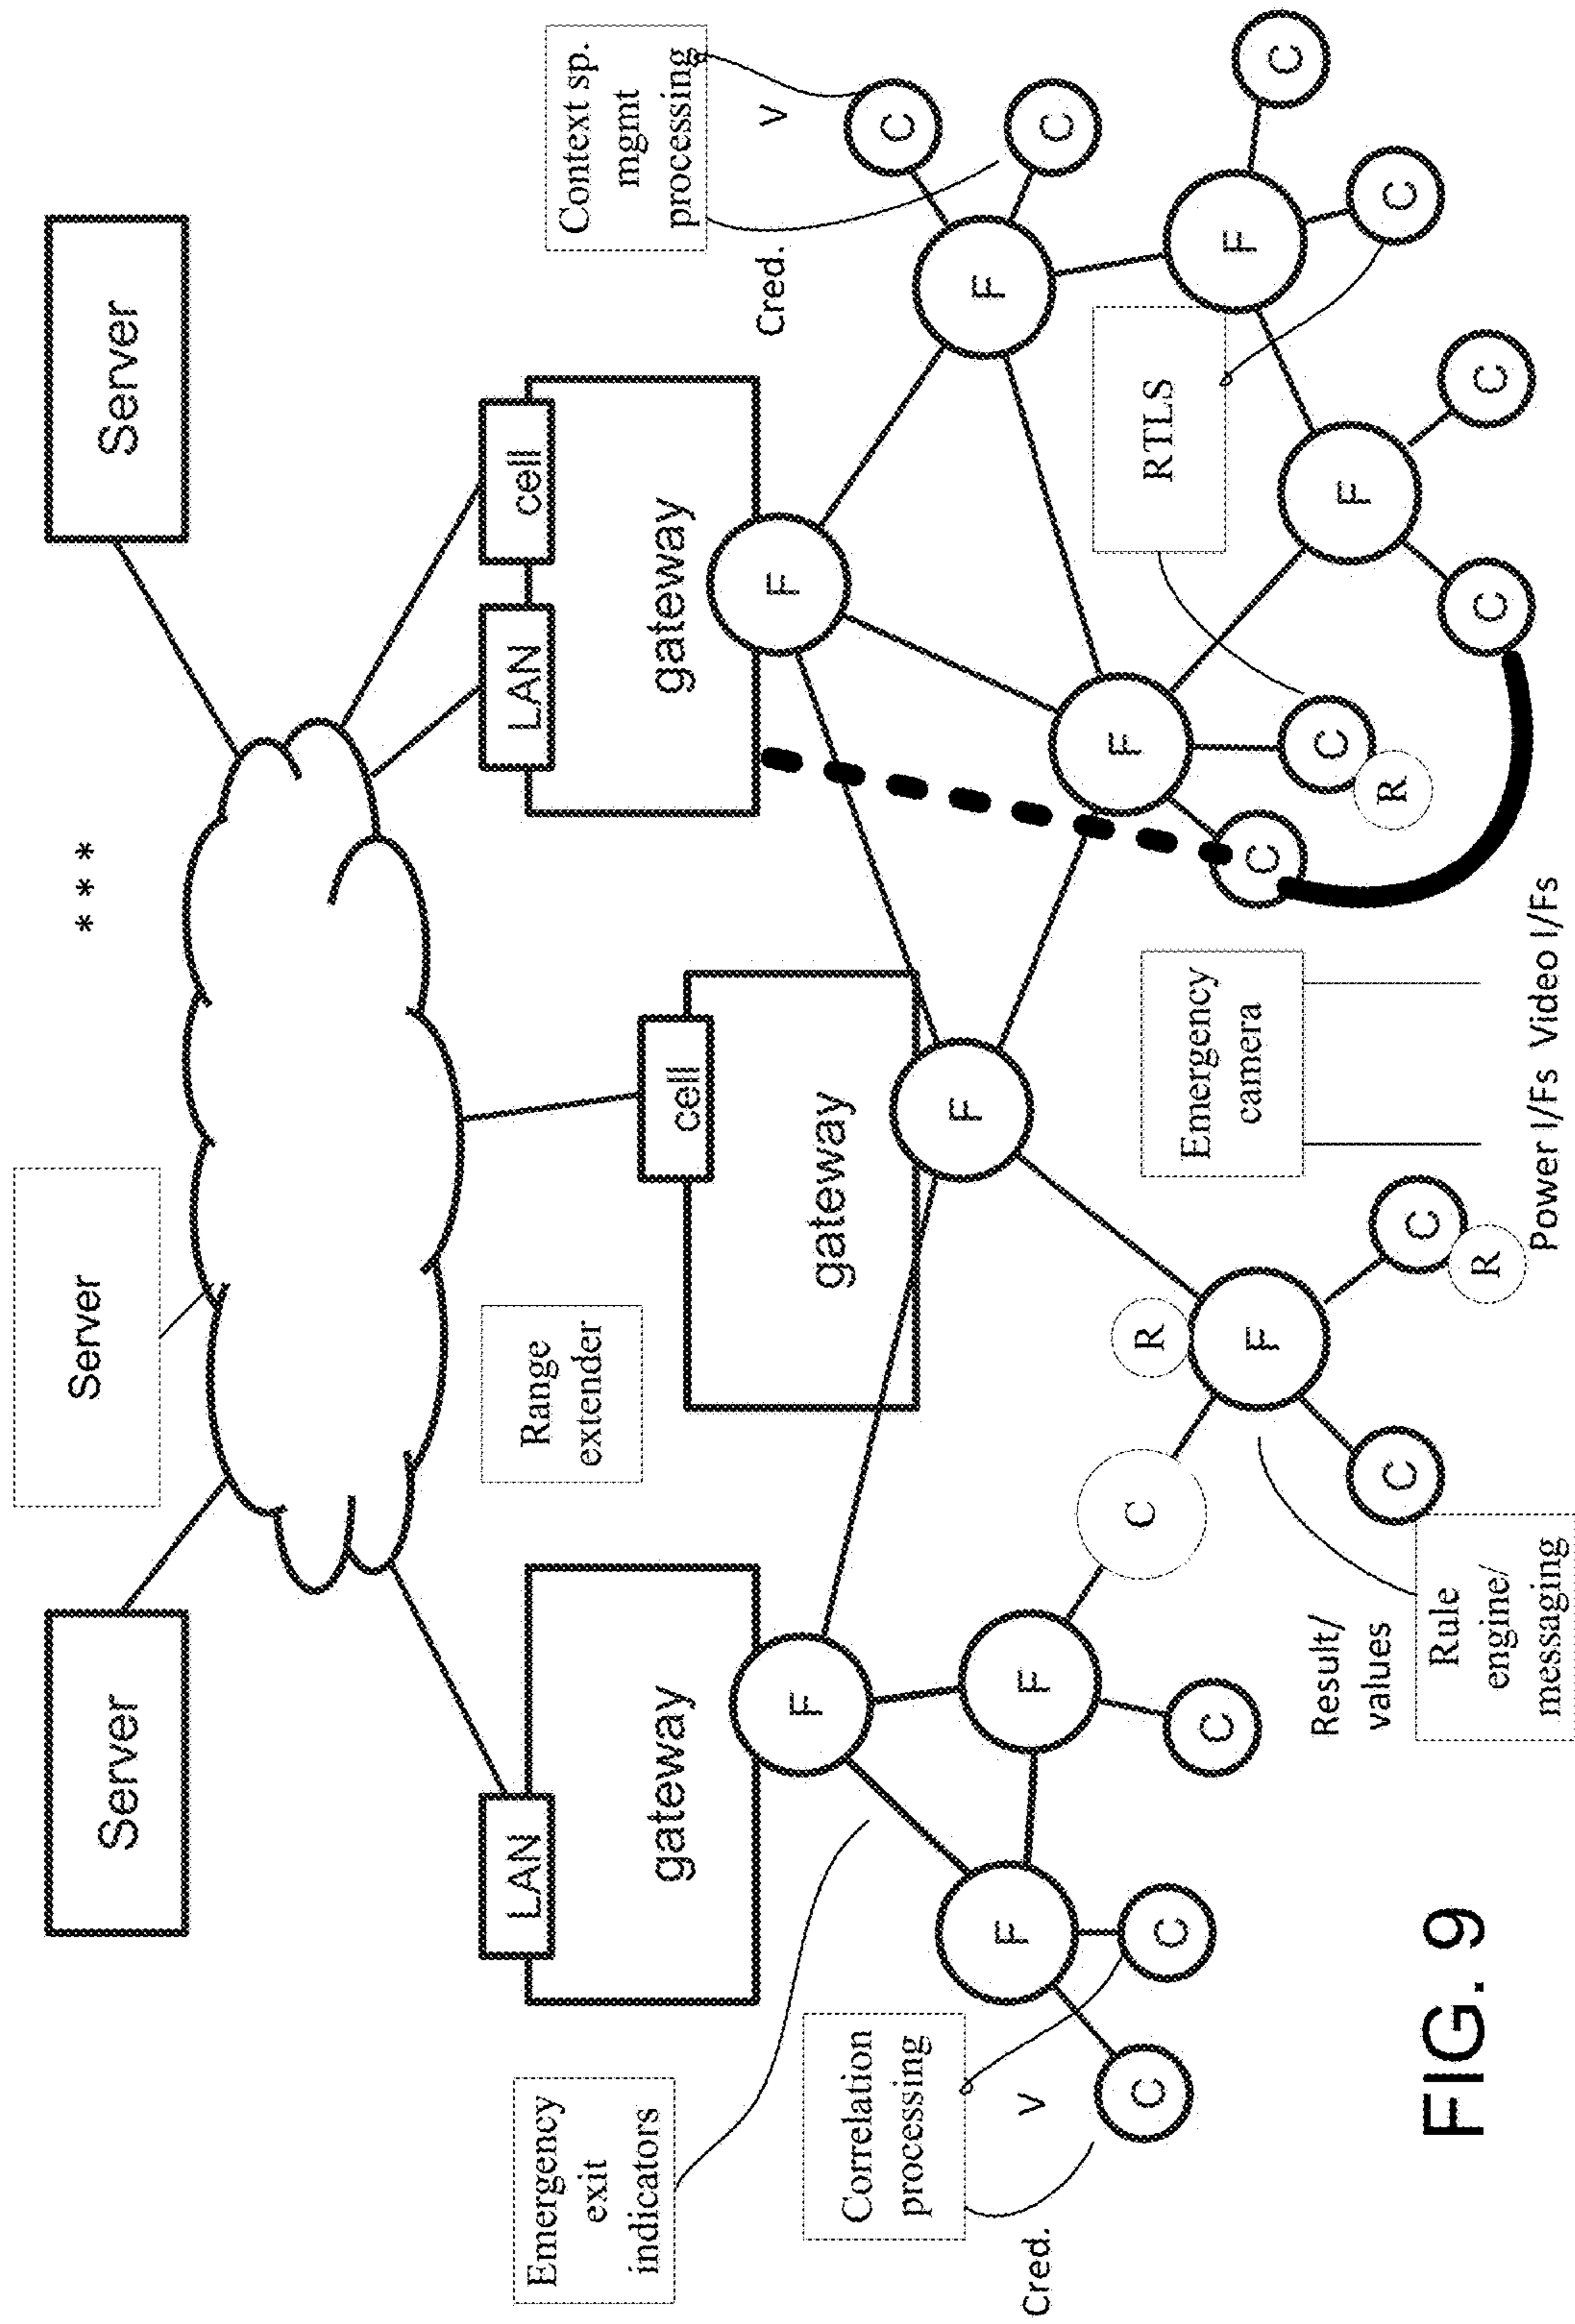 Server
Server
* * *
Server
Emergency
exit
indicators
LAN
Range
extender
LAN
cell
Context sp.
mgmt
processing
gateway
cell
gateway
Cred.
V
gateway
F
F
C
Correlation
processing
F
F
C
Cred.
V
F
F
C
C
C
R
F
RTLS
C
Emergency
camera
F
C
F
C
C
Result/
values
C
R
F
C
C
C
Rule
engine/
messaging
R
C
C
Power I/Fs Video I/Fs
FIG. 9